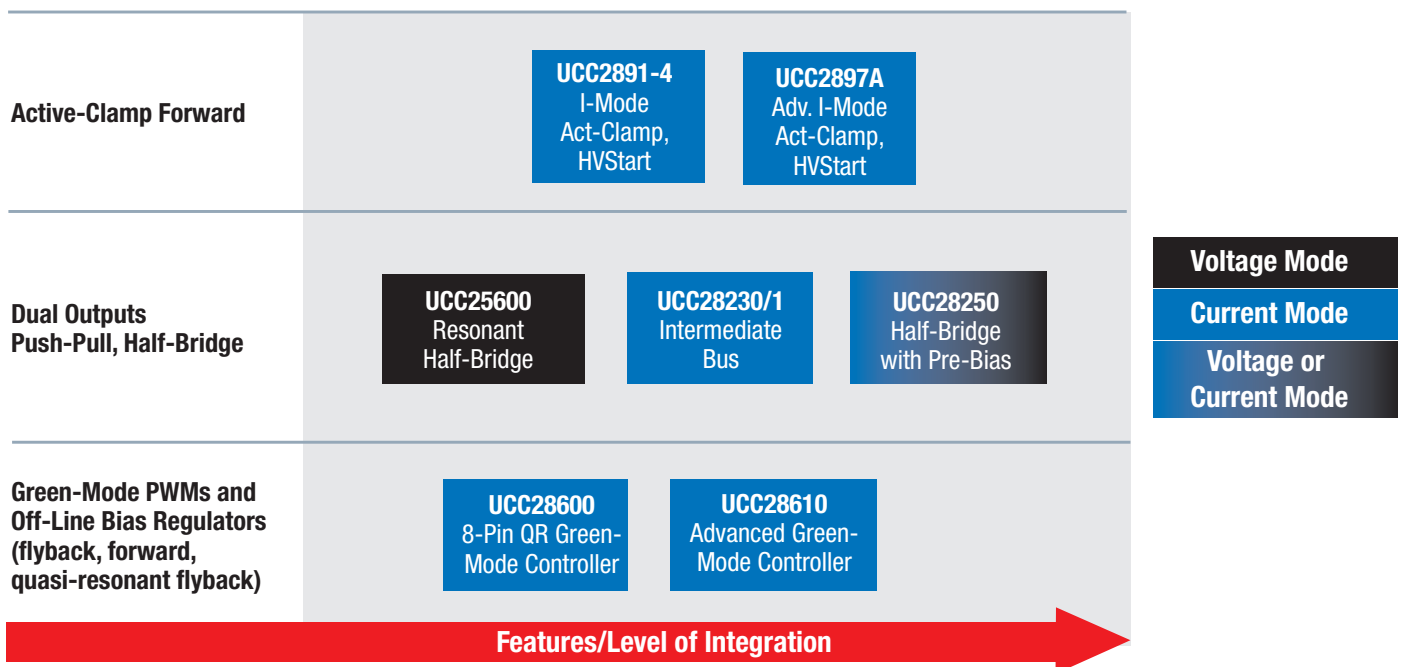 Active-Clamp Forward
UCC2891-4
I-Mode
Act-Clamp,
HVStart
UCC2897A
Adv. I-Mode
Act-Clamp,
HVStart
Dual Outputs
Push-Pull, Half-Bridge
UCC25600
Resonant
Half-Bridge
UCC28230/1
Intermediate
Bus
UCC28250
Half-Bridge
with Pre-Bias
Voltage Mode
Current Mode
Voltage or
Current Mode
Green-Mode PWMs and
Off-Line Bias Regulators
(flyback, forward,
quasi-resonant flyback)
UCC28600
8-Pin QR Green-
Mode Controller
UCC28610
Advanced Green-
Mode Controller
Features/Level of Integration